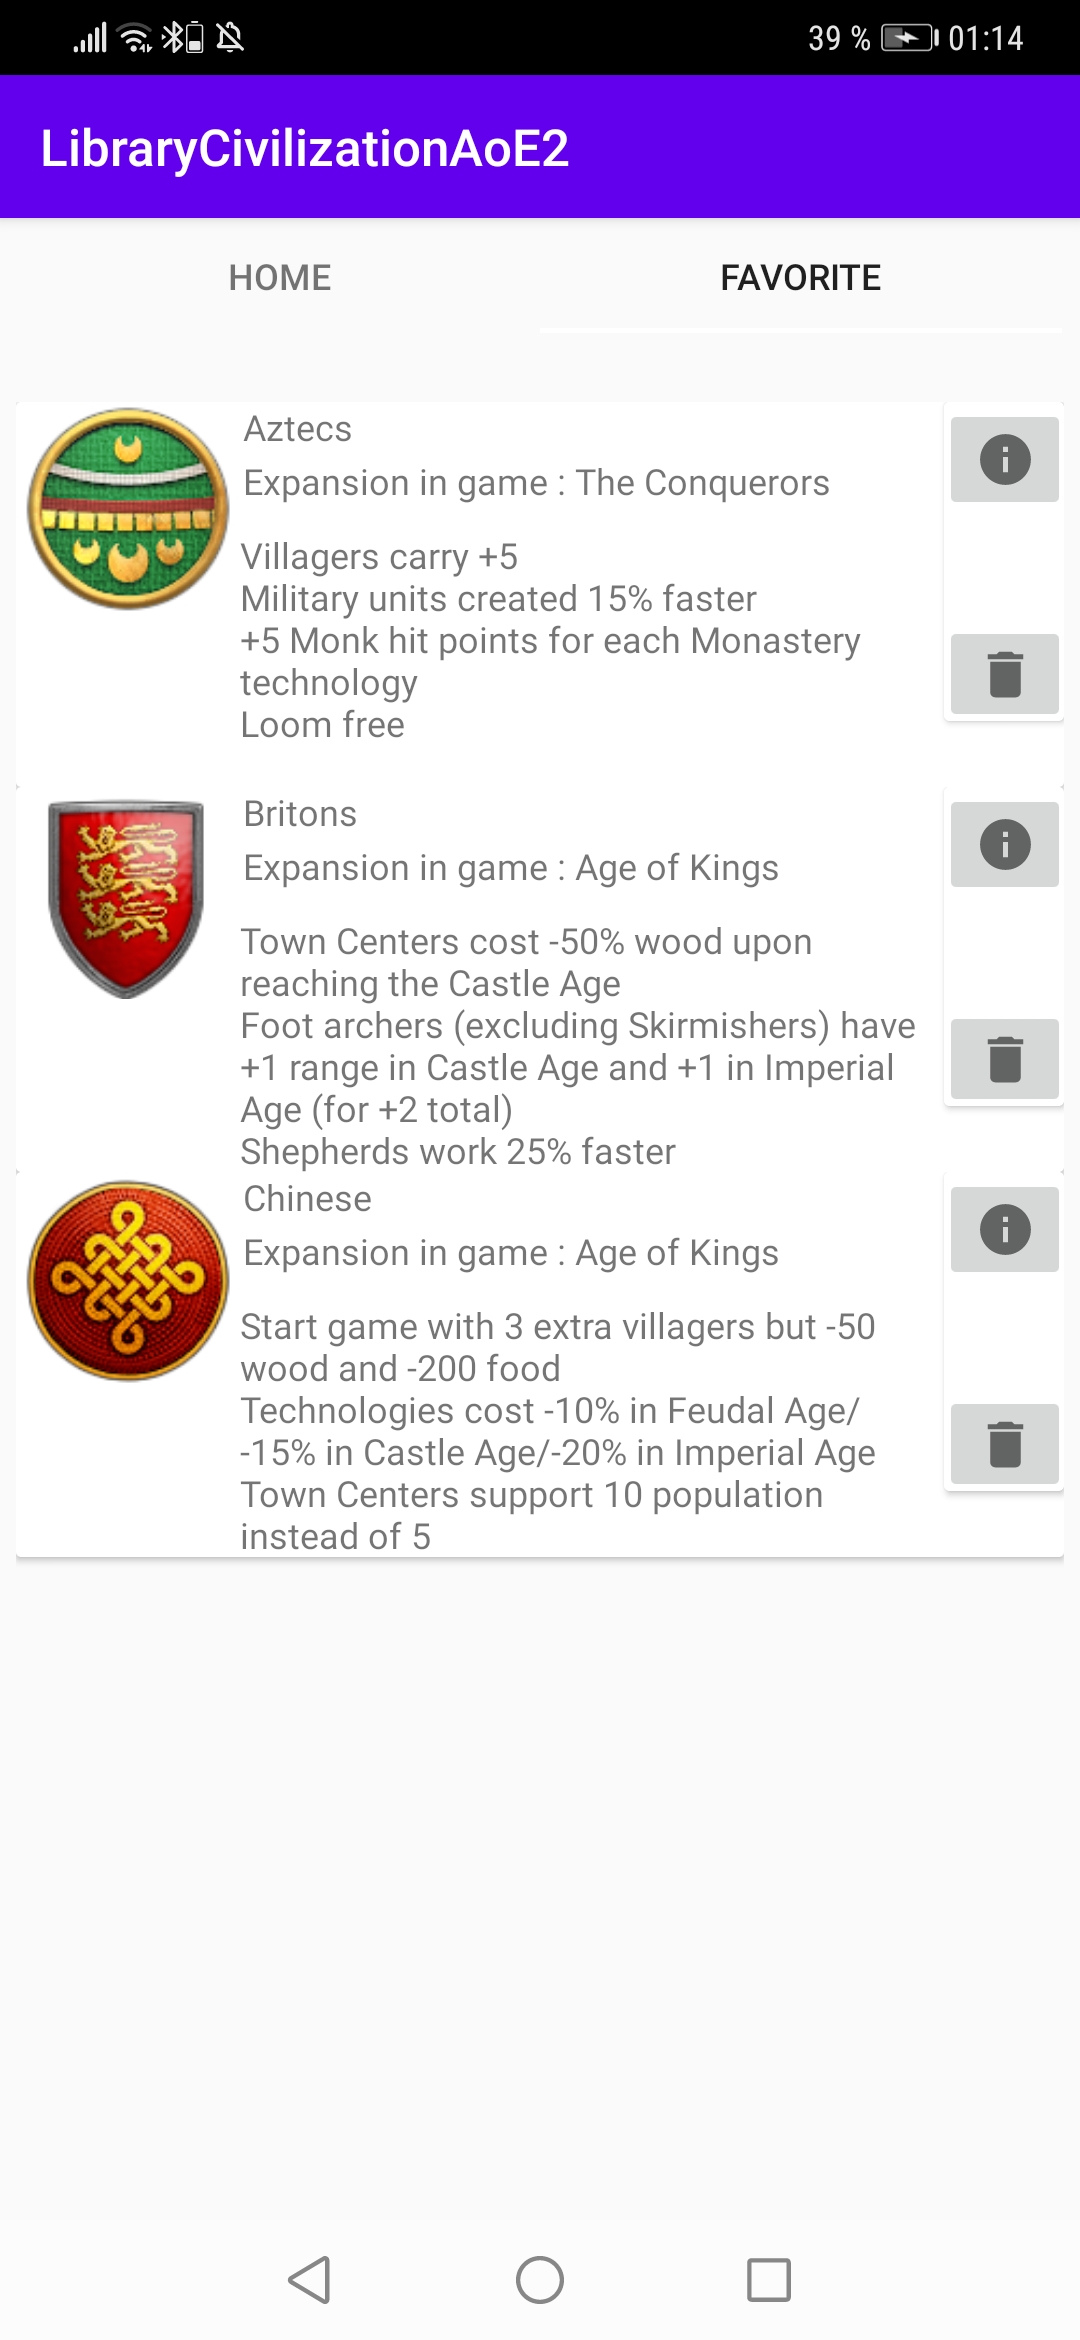 39 % 01:14
LibraryCivilizationAoE2
HOME FAVORITE
Aztecs
Expansion in game : The Conquerors
Villagers carry +5
Military units created 15% faster
+5 Monk hit points for each Monastery
technology
Loom free
Britons
Expansion in game : Age of Kings
Town Centers cost -50% wood upon
reaching the Castle Age
Foot archers (excluding Skirmishers) have
+1 range in Castle Age and +1 in Imperial
Age (for +2 total)
Shepherds work 25% faster
Chinese
Expansion in game : Age of Kings
Start game with 3 extra villagers but -50
wood and -200 food
Technologies cost -10% in Feudal Age/
-15% in Castle Age/-20% in Imperial Age
Town Centers support 10 population
instead of 5